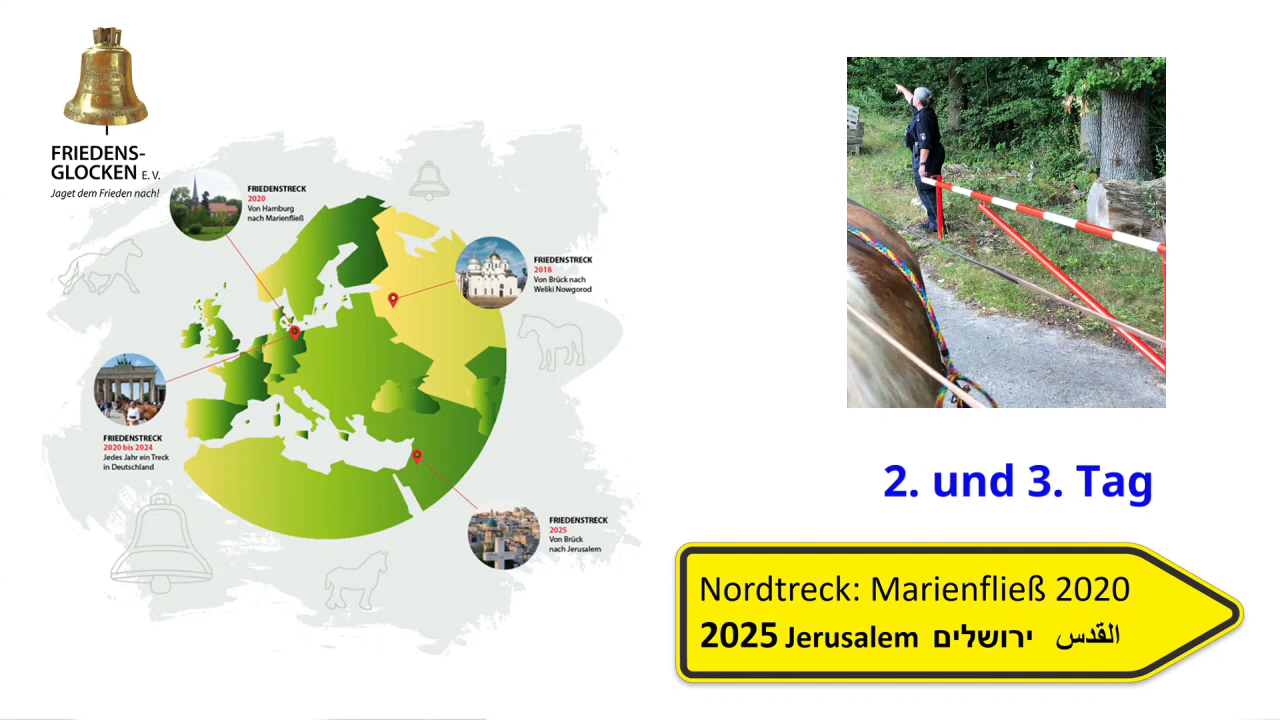 FRIEDENS-
GLOCKEN E. V.
Jaget dem Frieden nach!
FRIEDENSTRECK
2020
Von Hamburg
nach Marienfließ
FRIEDENSTRECK
2018
Von Brück nach
Weliki Nowgorod
FRIEDENSTRECK
2020 bis 2024
Jedes Jahr ein Treck
in Deutschland
FRIEDENSTRECK
2025
Von Brück
nach Jerusalem
2. und 3. Tag
Nordtreck: Marienfließ 2020
2025 Jerusalem ירושלים القدس